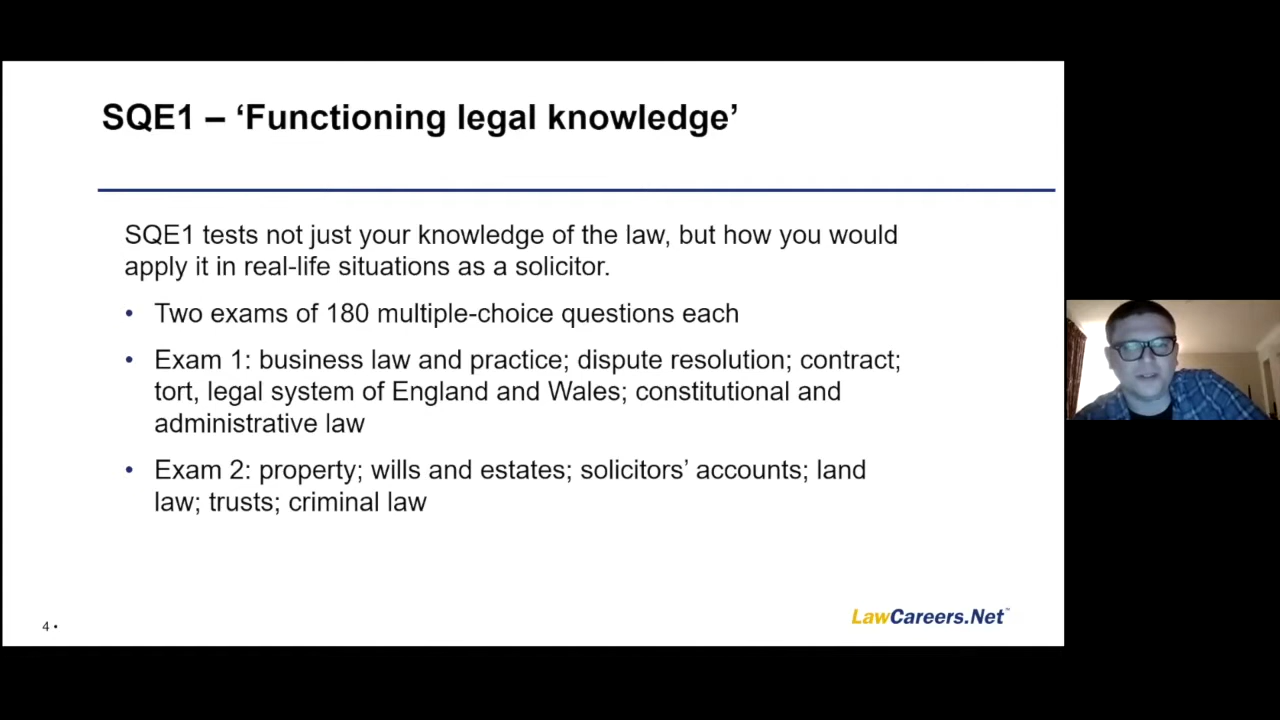 SQE1 – ‘Functioning legal knowledge’
SQE1 tests not just your knowledge of the law, but how you would
apply it in real-life situations as a solicitor.
• Two exams of 180 multiple-choice questions each
• Exam 1: business law and practice; dispute resolution; contract;
tort, legal system of England and Wales; constitutional and
administrative law
• Exam 2: property; wills and estates; solicitors’ accounts; land
law; trusts; criminal law
4 •
LawCareers.Net™